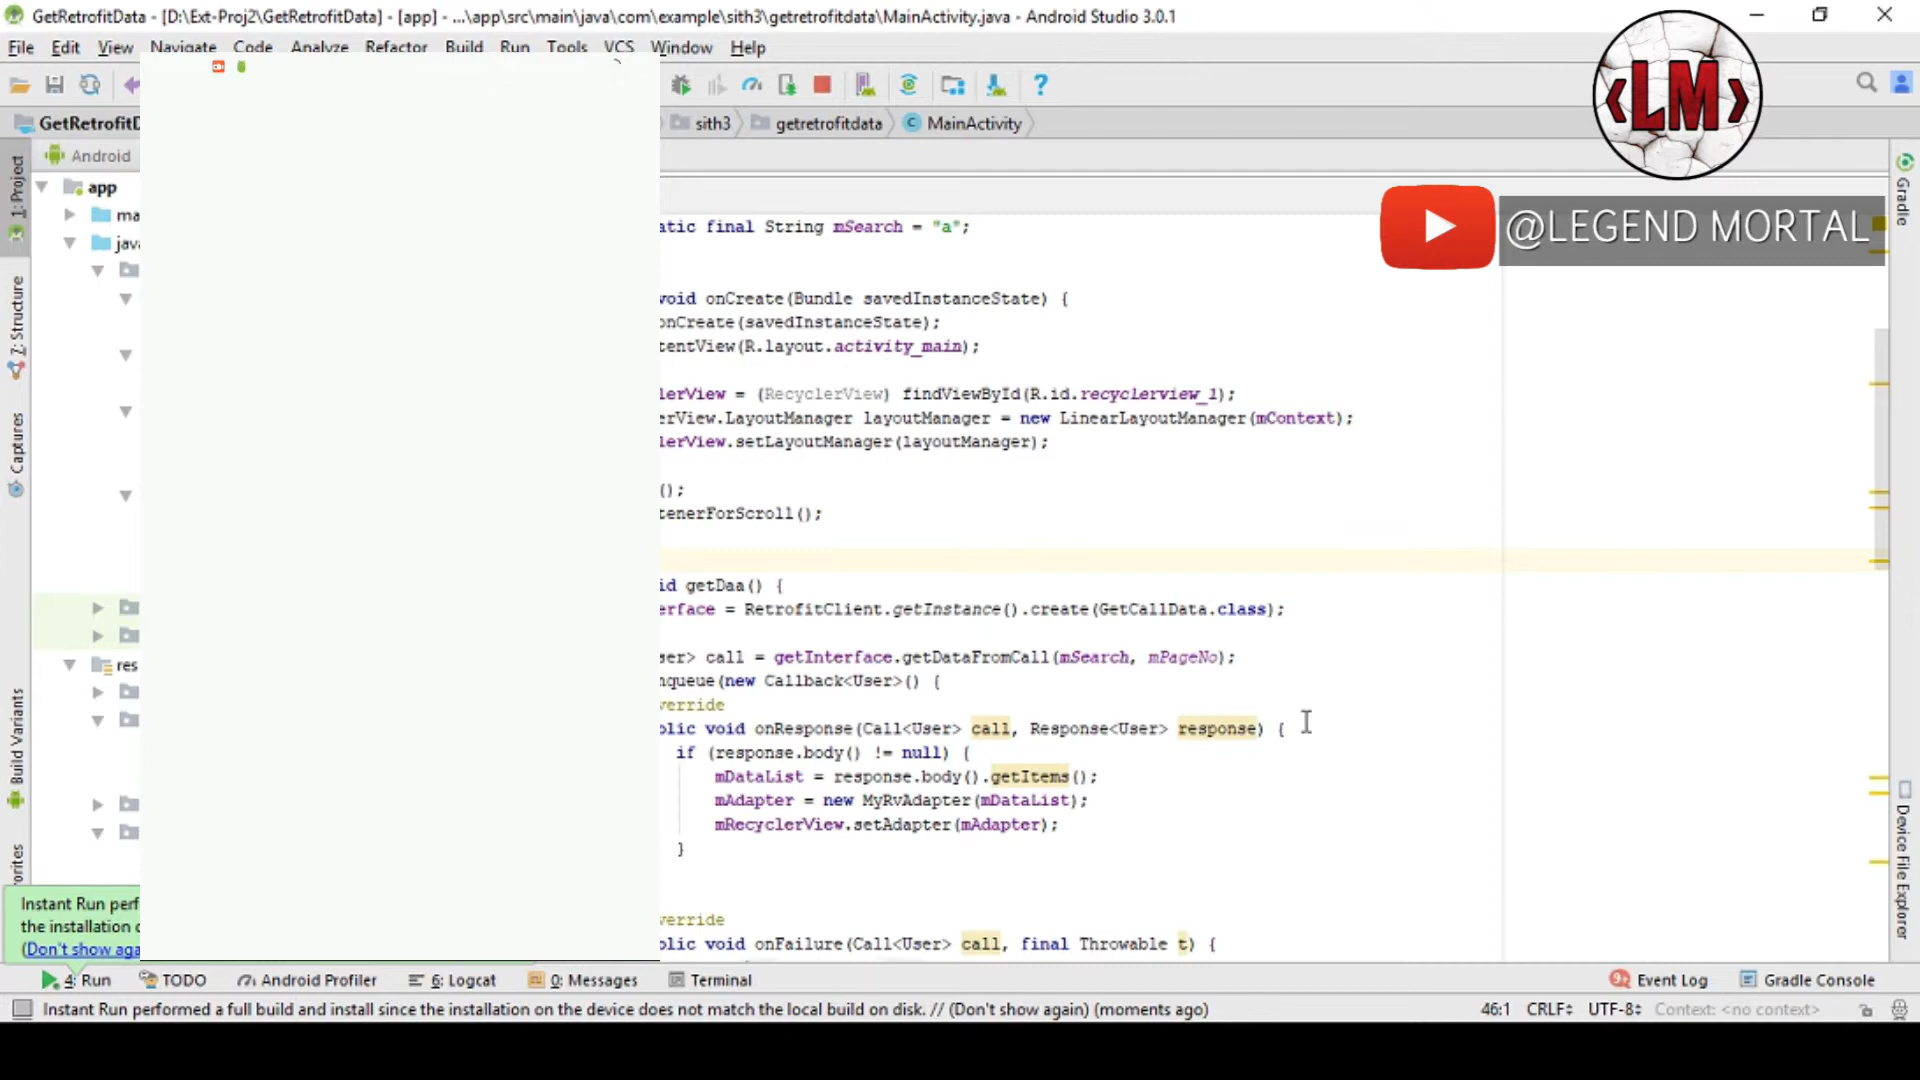 GetRetrofitData - [D:\Ext-Proj2\GetRetrofitData] - [app] - ...\app\src\main\java\com\example\sith3\getretrofitdata\MainActivity.java - Android Studio 3.0.1
File Edit View Navigate Code Analyze Refactor Build Run Tools VCS Window Help
GetRetrofitD sith3 getretrofitdata MainActivity
Android
app
ma
java
res
1: Project
7: Structure
Captures
Build Variants
orites
Gradle
Device File Explorer
<LM>
@LEGEND MORTAL
atic final String mSearch = "a";
void onCreate(Bundle savedInstanceState) {
onCreate(savedInstanceState);
tentView(R.layout.activity_main);
lerView = (RecyclerView) findViewById(R.id.recyclerview_1);
erView.LayoutManager layoutManager = new LinearLayoutManager(mContext);
lerView.setLayoutManager(layoutManager);
();
tenerForScroll();
id getDaa() {
erface = RetrofitClient.getInstance().create(GetCallData.class);
ser> call = getInterface.getDataFromCall(mSearch, mPageNo);
nqueue(new Callback<User>() {
verride
blic void onResponse(Call<User> call, Response<User> response) {
if (response.body() != null) {
mDataList = response.body().getItems();
mAdapter = new MyRvAdapter(mDataList);
mRecyclerView.setAdapter(mAdapter);
}
verride
blic void onFailure(Call<User> call, final Throwable t) {
Instant Run perf
the installation o
(Don't show aga
4: Run TODO Android Profiler 6: Logcat 0: Messages Terminal Event Log Gradle Console
Instant Run performed a full build and install since the installation on the device does not match the local build on disk. // (Don't show again) (moments ago) 46:1 CRLF UTF-8 Context: <no context>